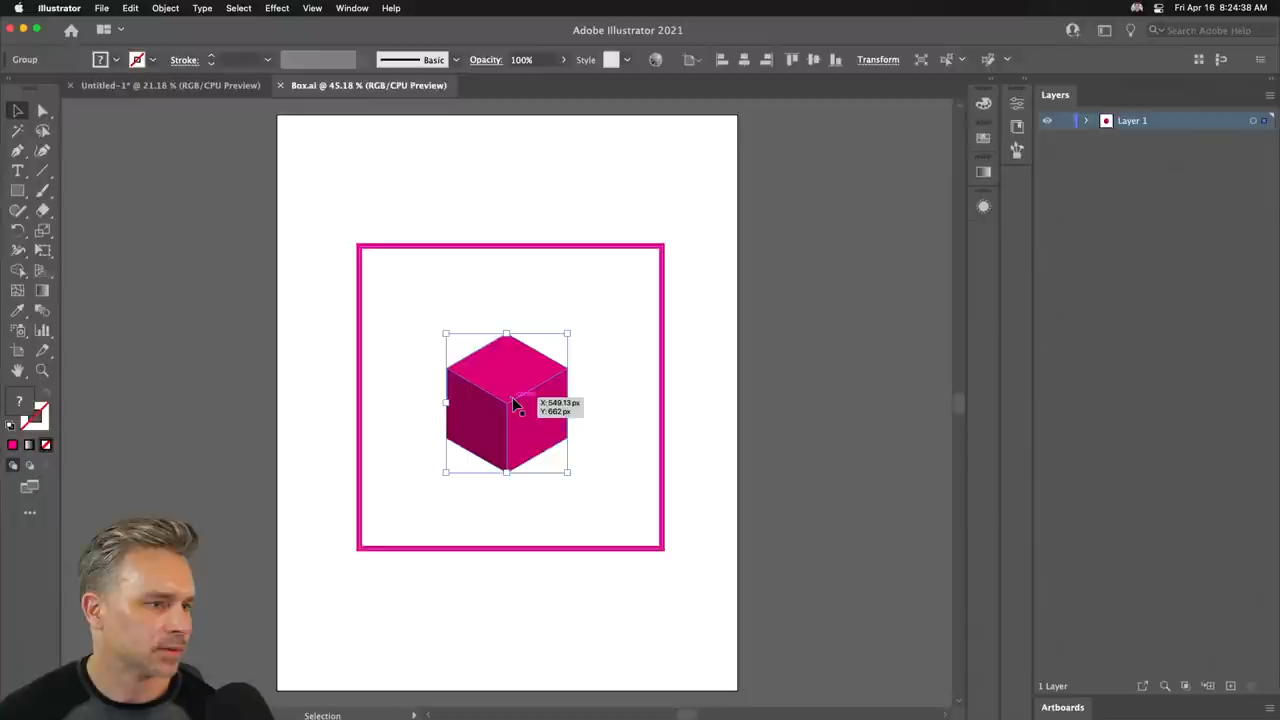 Illustrator File Edit Object Type Select Effect View Window Help Fri Apr 16 8:24:38 AM
Adobe Illustrator 2021 Search Adobe Help
Group ? Stroke: Basic Opacity: 100% Style Transform
× Untitled-1* @ 21.18 % (RGB/CPU Preview) × Box.ai @ 45.18 % (RGB/CPU Preview)
Layers
Layer 1
X: 549.13 px
Y: 662 px
?
1 Layer
Artboards
Selection